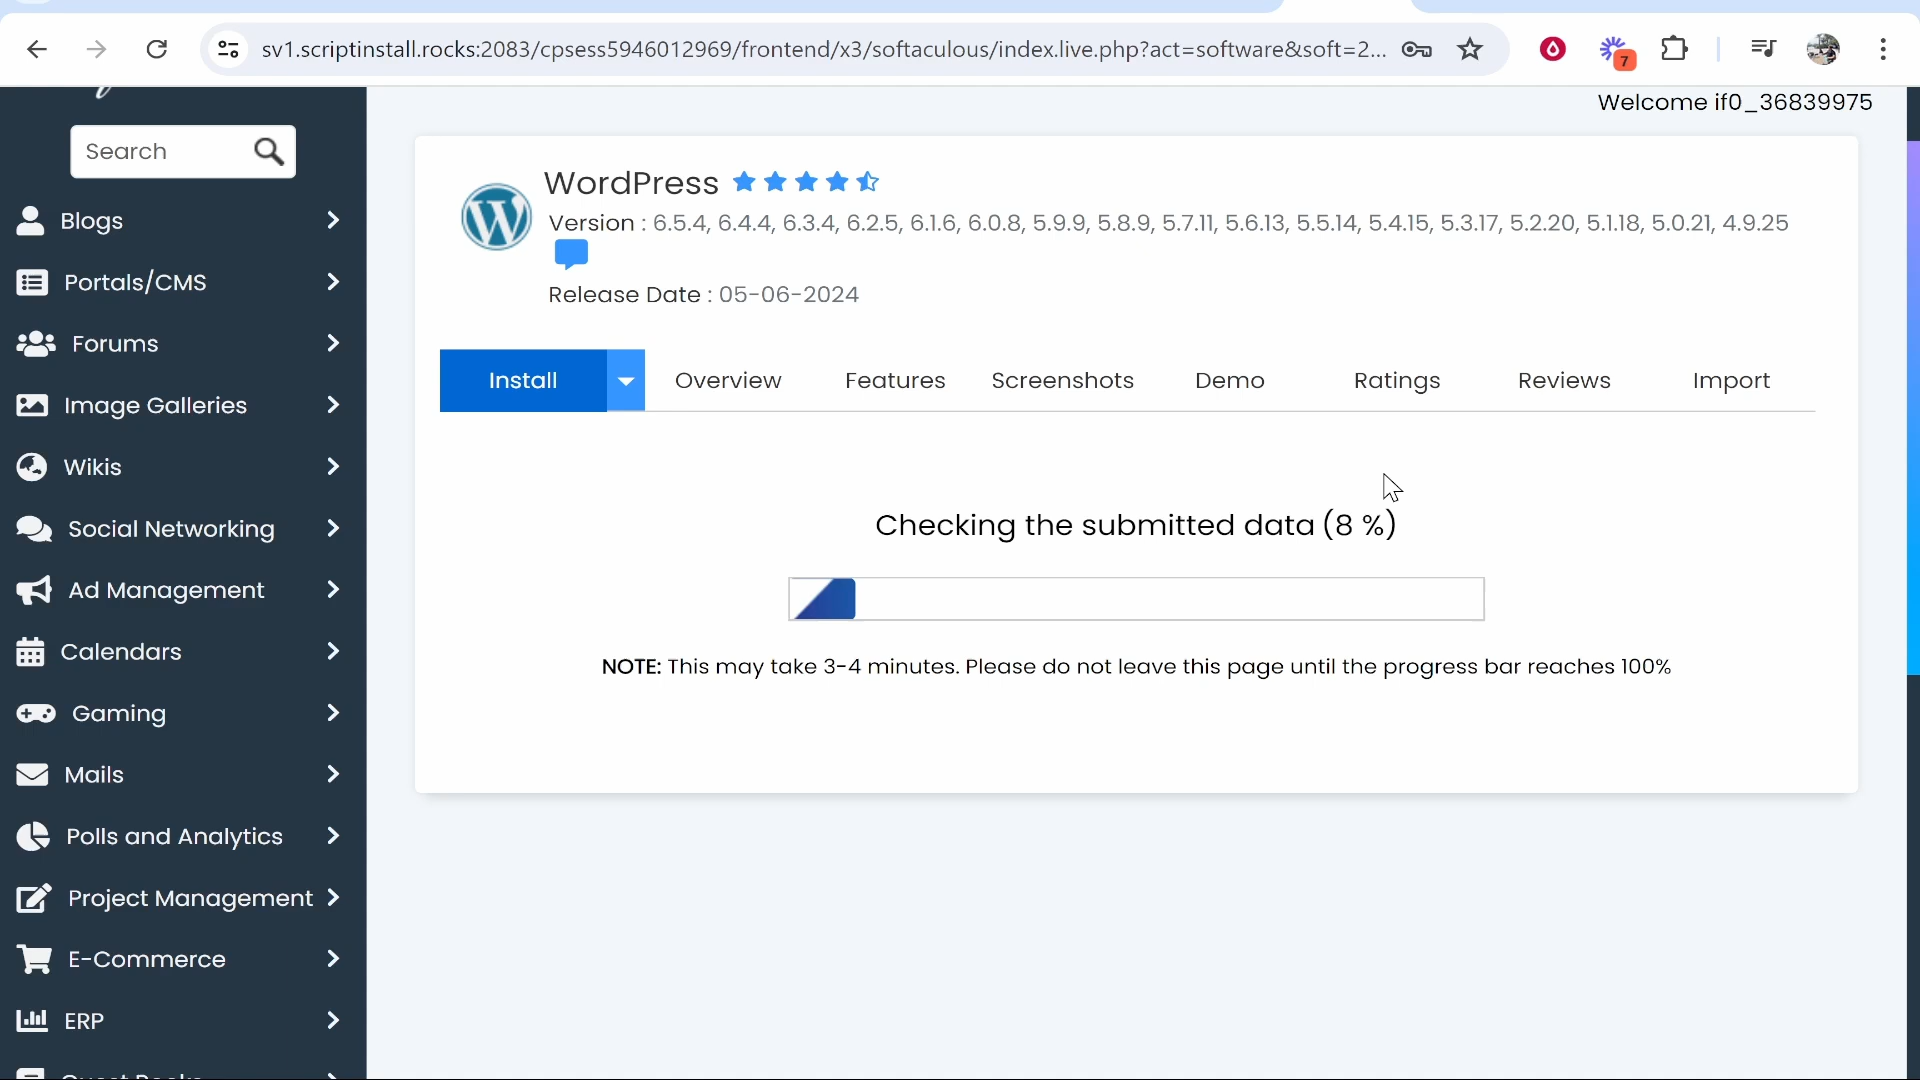 sv1.scriptinstall.rocks:2083/cpsess5946012969/frontend/x3/softaculous/index.live.php?act=software&soft=2...
7
Welcome if0_36839975
Search
Blogs
Portals/CMS
Forums
Image Galleries
Wikis
Social Networking
Ad Management
Calendars
Gaming
Mails
Polls and Analytics
Project Management
E-Commerce
ERP
WordPress
Version : 6.5.4, 6.4.4, 6.3.4, 6.2.5, 6.1.6, 6.0.8, 5.9.9, 5.8.9, 5.7.11, 5.6.13, 5.5.14, 5.4.15, 5.3.17, 5.2.20, 5.1.18, 5.0.21, 4.9.25
Release Date : 05-06-2024
Install
Overview
Features
Screenshots
Demo
Ratings
Reviews
Import
Checking the submitted data (8 %)
NOTE: This may take 3-4 minutes. Please do not leave this page until the progress bar reaches 100%